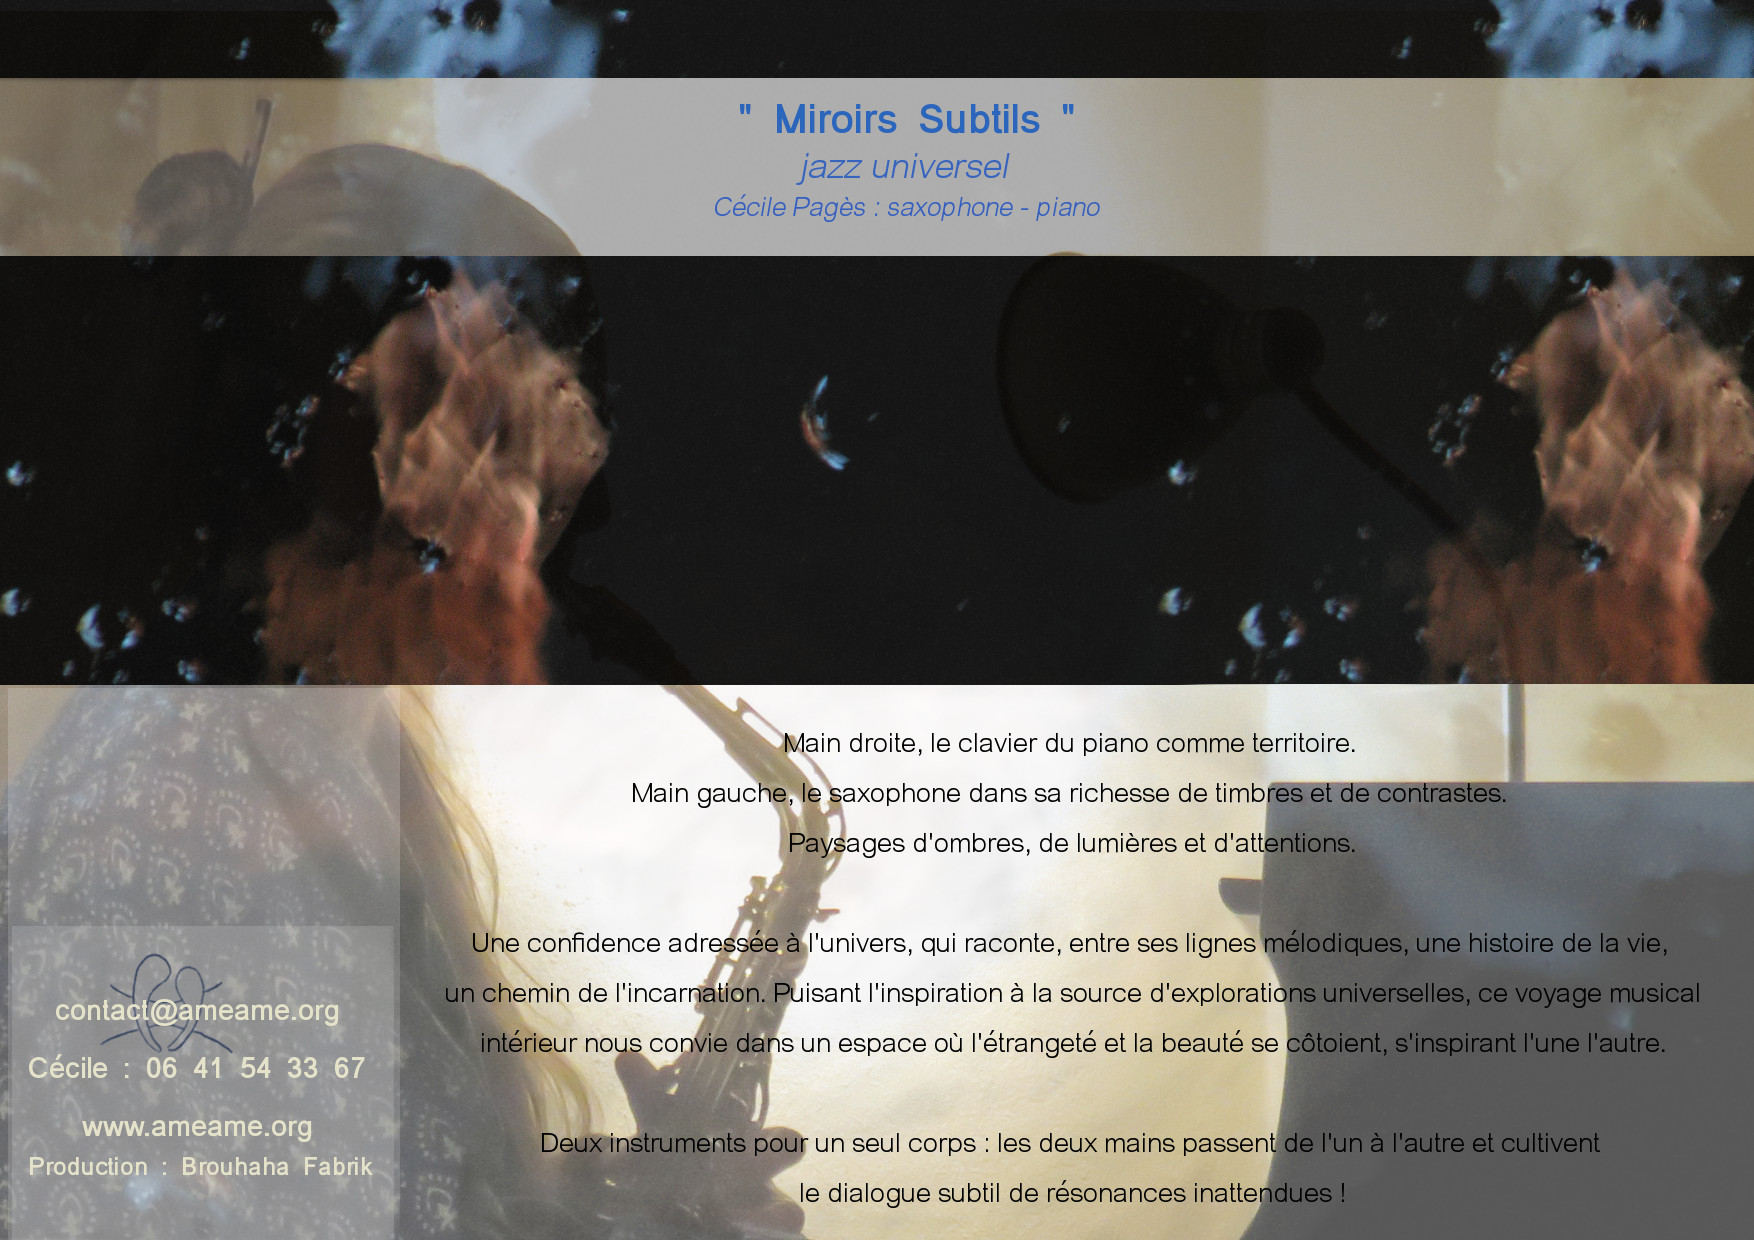 " Miroirs Subtils "
jazz universel
Cécile Pagès : saxophone - piano
Main droite, le clavier du piano comme territoire.
Main gauche, le saxophone dans sa richesse de timbres et de contrastes.
Paysages d'ombres, de lumières et d'attentions.
Une confidence adressée à l'univers, qui raconte, entre ses lignes mélodiques, une histoire de la vie,
un chemin de l'incarnation. Puisant l'inspiration à la source d'explorations universelles, ce voyage musical
intérieur nous convie dans un espace où l'étrangeté et la beauté se côtoient, s'inspirant l'une l'autre.
Deux instruments pour un seul corps : les deux mains passent de l'un à l'autre et cultivent
le dialogue subtil de résonances inattendues !
contact@ameame.org
Cécile : 06 41 54 33 67
www.ameame.org
Production : Brouhaha Fabrik